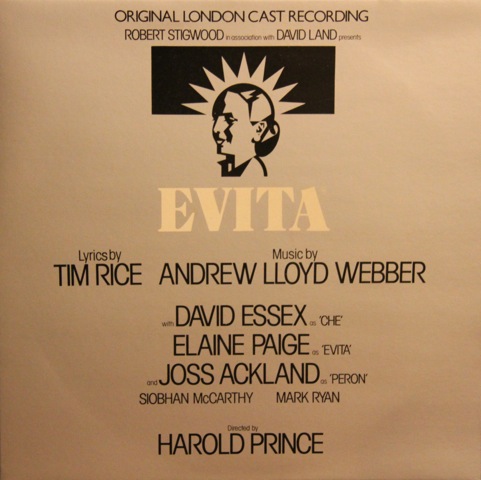 ORIGINAL LONDON CAST RECORDING
ROBERT STIGWOOD in association with DAVID LAND presents
EVITA
Lyrics by Music by
TIM RICE ANDREW LLOYD WEBBER
with DAVID ESSEX as 'CHE'
ELAINE PAIGE as 'EVITA'
and JOSS ACKLAND as 'PERON'
SIOBHAN McCARTHY MARK RYAN
Directed by
HAROLD PRINCE